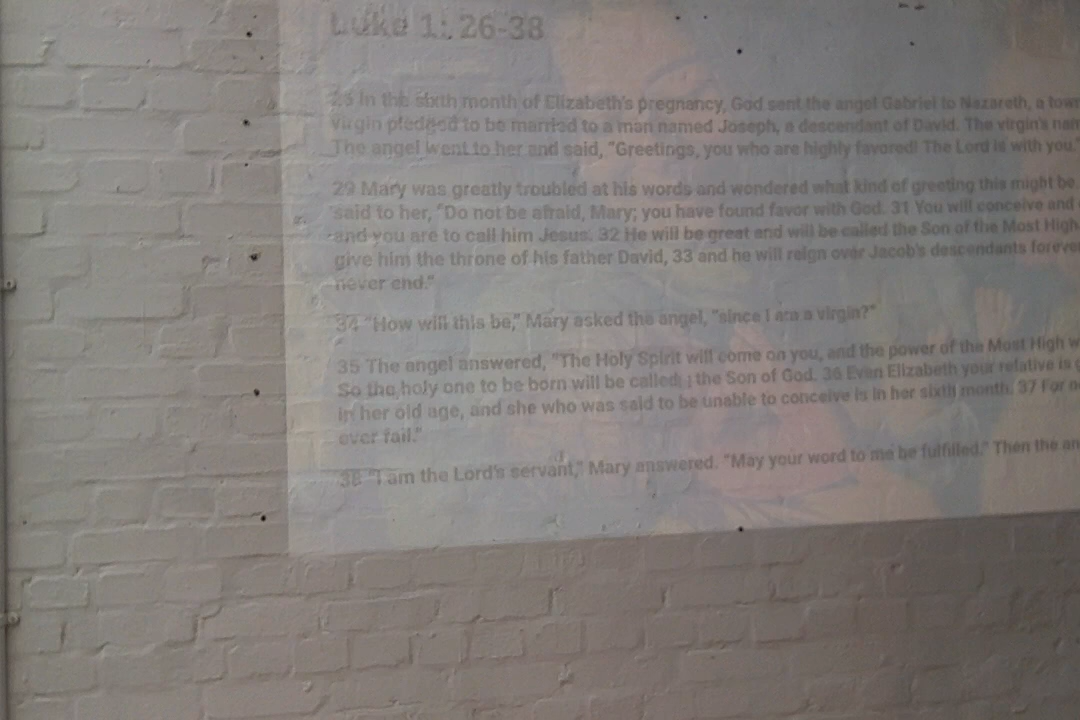 Luke 1: 26-38
26 In the sixth month of Elizabeth's pregnancy, God sent the angel Gabriel to Nazareth, a town
virgin pledged to be married to a man named Joseph, a descendant of David. The virgin's nam
The angel went to her and said, "Greetings, you who are highly favored! The Lord is with you."
29 Mary was greatly troubled at his words and wondered what kind of greeting this might be.
said to her, "Do not be afraid, Mary; you have found favor with God. 31 You will conceive and
and you are to call him Jesus. 32 He will be great and will be called the Son of the Most High
give him the throne of his father David, 33 and he will reign over Jacob's descendants forever
never end."
34 "How will this be," Mary asked the angel, "since I am a virgin?"
35 The angel answered, "The Holy Spirit will come on you, and the power of the Most High w
So the holy one to be born will be called the Son of God. 36 Even Elizabeth your relative is
in her old age, and she who was said to be unable to conceive is in her sixth month. 37 For
ever fail."
38 "I am the Lord's servant," Mary answered. "May your word to me be fulfilled." Then the an